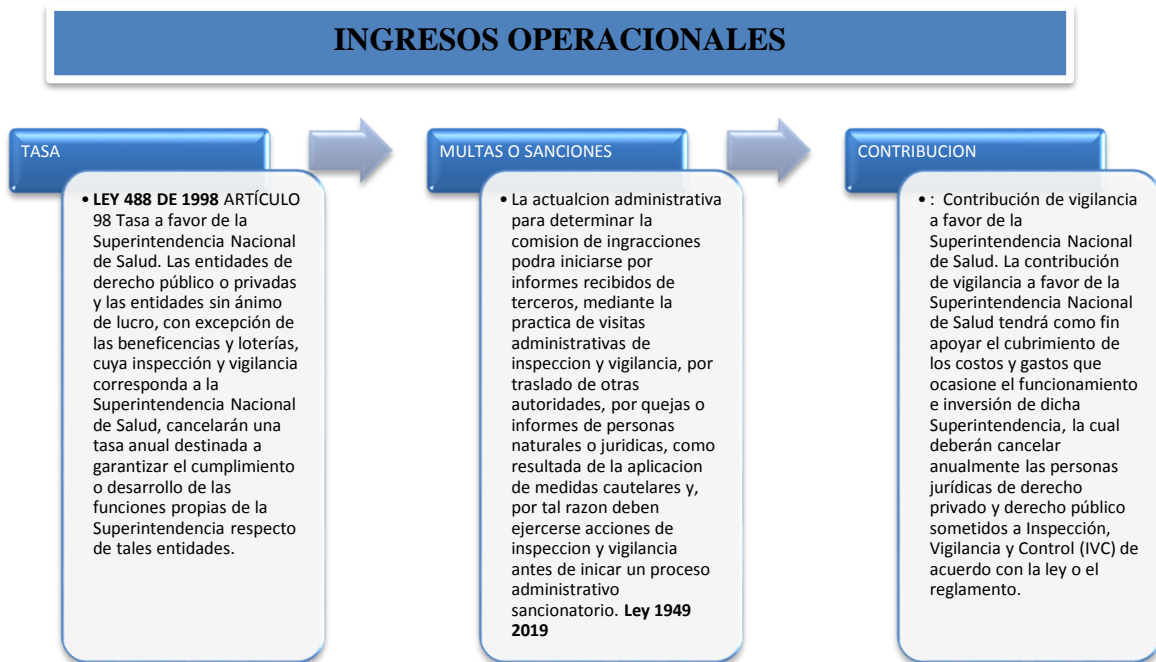 INGRESOS OPERACIONALES
TASA
• LEY 488 DE 1998 ARTÍCULO
98 Tasa a favor de la
Superintendencia Nacional
de Salud. Las entidades de
derecho público o privadas
y las entidades sin ánimo
de lucro, con excepción de
las beneficencias y loterías,
cuya inspección y vigilancia
corresponda a la
Superintendencia Nacional
de Salud, cancelarán una
tasa anual destinada a
garantizar el cumplimiento
o desarrollo de las
funciones propias de la
Superintendencia respecto
de tales entidades.
MULTAS O SANCIONES
• La actualcion administrativa
para determinar la
comision de ingracciones
podra iniciarse por
informes recibidos de
terceros, mediante la
practica de visitas
administrativas de
inspeccion y vigilancia, por
traslado de otras
autoridades, por quejas o
informes de personas
naturales o juridicas, como
resultada de la aplicacion
de medidas cautelares y,
por tal razon deben
ejercerse acciones de
inspeccion y vigilancia
antes de inicar un proceso
administrativo
sancionatorio. Ley 1949
2019
CONTRIBUCION
• : Contribución de vigilancia
a favor de la
Superintendencia Nacional
de Salud. La contribución
de vigilancia a favor de la
Superintendencia Nacional
de Salud tendrá como fin
apoyar el cubrimiento de
los costos y gastos que
ocasione el funcionamiento
e inversión de dicha
Superintendencia, la cual
deberán cancelar
anualmente las personas
jurídicas de derecho
privado y derecho público
sometidos a Inspección,
Vigilancia y Control (IVC) de
acuerdo con la ley o el
reglamento.